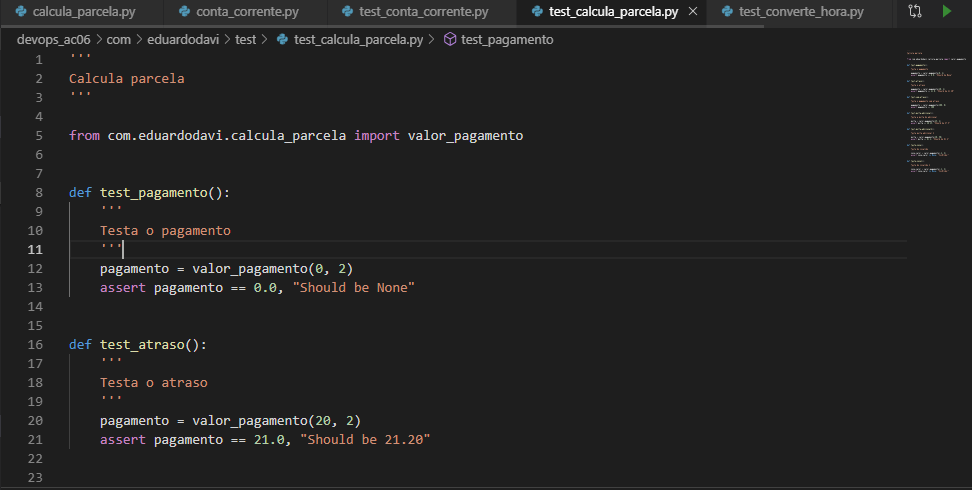 calcula_parcela.py conta_corrente.py test_conta_corrente.py test_calcula_parcela.py × test_converte_hora.py
devops_ac06 > com > eduardodavi > test > test_calcula_parcela.py > test_pagamento
1 '''
2 Calcula parcela
3 '''
4
5 from com.eduardodavi.calcula_parcela import valor_pagamento
6
7
8 def test_pagamento():
9 '''
10 Testa o pagamento
11 '''
12 pagamento = valor_pagamento(0, 2)
13 assert pagamento == 0.0, "Should be None"
14
15
16 def test_atraso():
17 '''
18 Testa o atraso
19 '''
20 pagamento = valor_pagamento(20, 2)
21 assert pagamento == 21.0, "Should be 21.20"
22
23